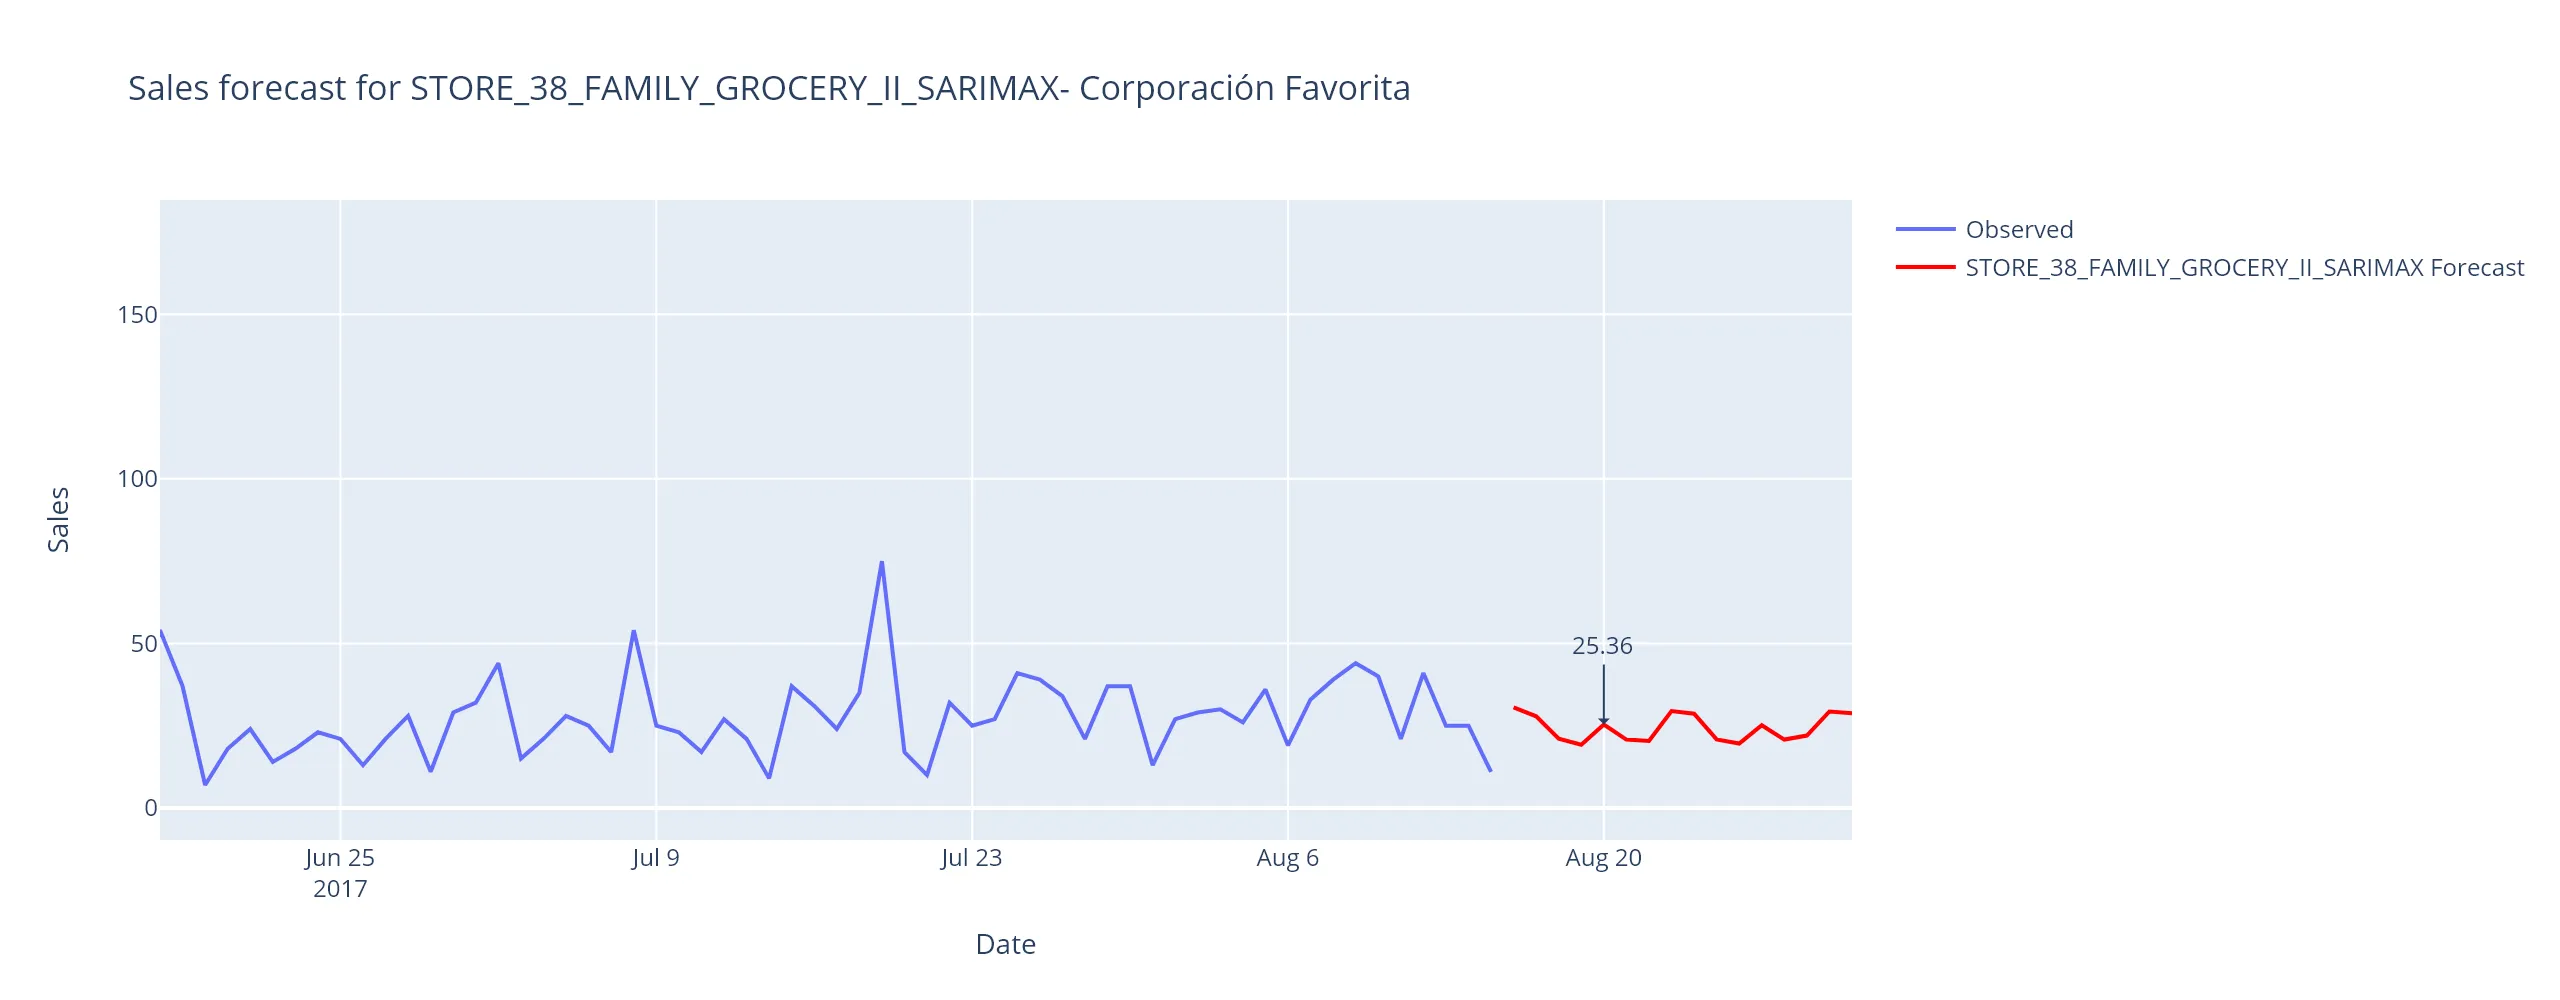 Sales forecast for STORE_38_FAMILY_GROCERY_II_SARIMAX- Corporación Favorita
Observed
STORE_38_FAMILY_GROCERY_II_SARIMAX Forecast
150
100
50
0
Sales
25.36
Jun 25
2017
Jul 9
Jul 23
Aug 6
Aug 20
Date